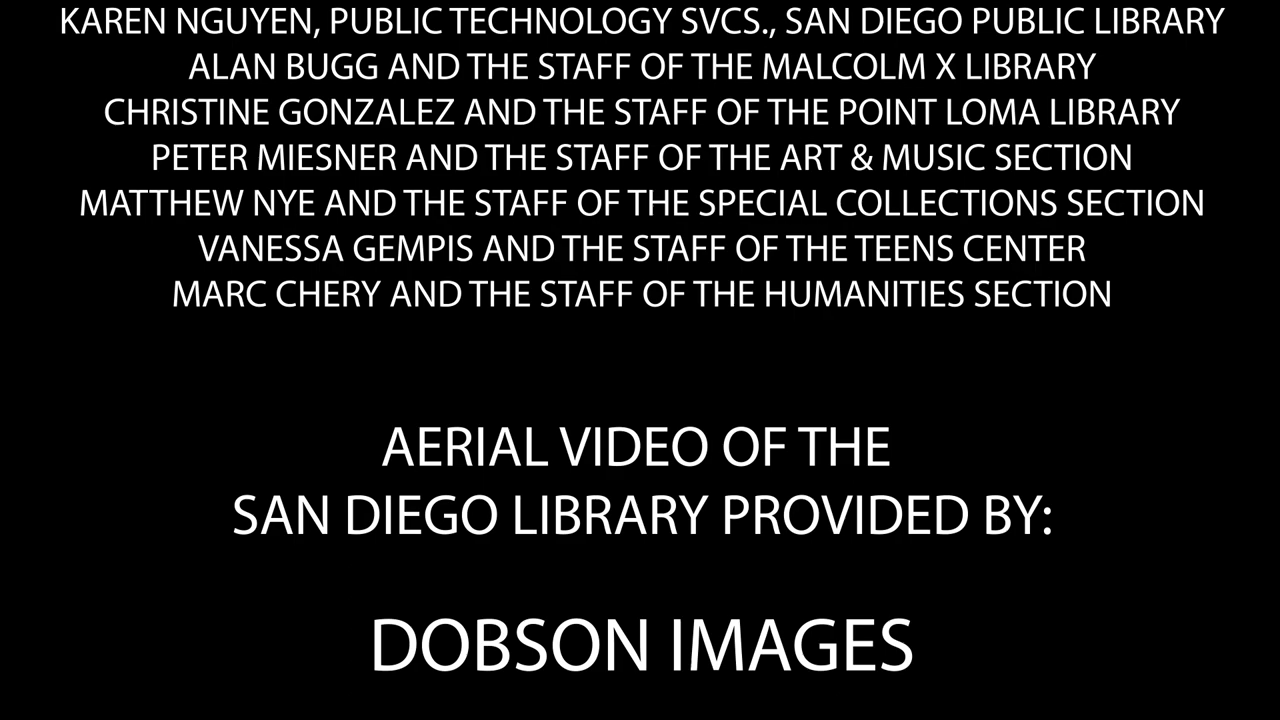 KAREN NGUYEN, PUBLIC TECHNOLOGY SVCS., SAN DIEGO PUBLIC LIBRARY
ALAN BUGG AND THE STAFF OF THE MALCOLM X LIBRARY
CHRISTINE GONZALEZ AND THE STAFF OF THE POINT LOMA LIBRARY
PETER MIESNER AND THE STAFF OF THE ART & MUSIC SECTION
MATTHEW NYE AND THE STAFF OF THE SPECIAL COLLECTIONS SECTION
VANESSA GEMPIS AND THE STAFF OF THE TEENS CENTER
MARC CHERY AND THE STAFF OF THE HUMANITIES SECTION
AERIAL VIDEO OF THE
SAN DIEGO LIBRARY PROVIDED BY:
DOBSON IMAGES